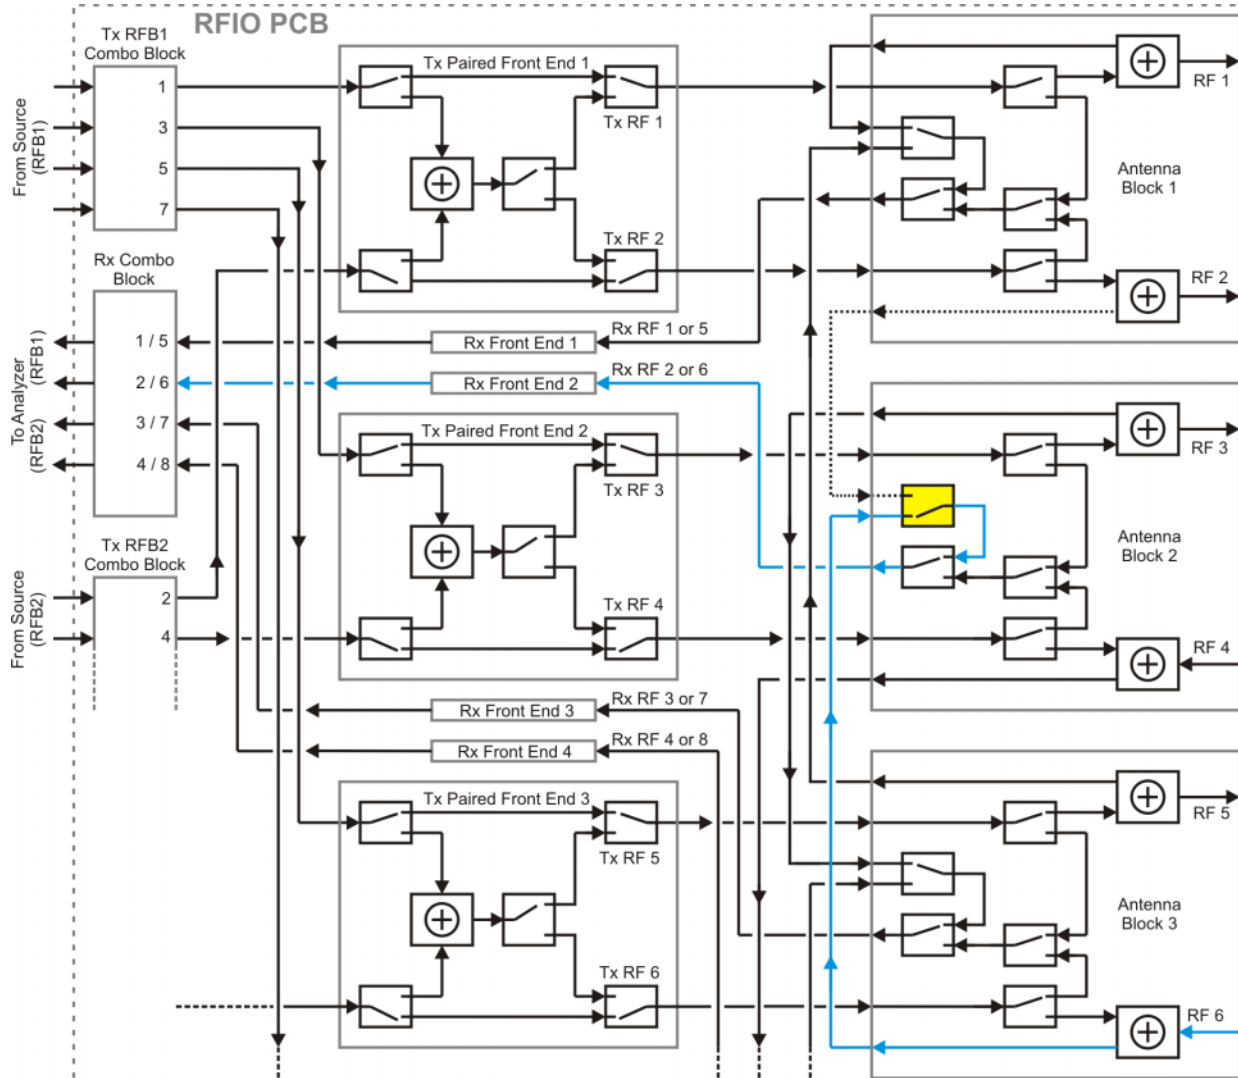 RFIO PCB
Tx RFB1
Combo Block
1
3
5
7
From Source
(RFB1)
Tx Paired Front End 1
Tx RF 1
Tx RF 2
RF 1
Antenna
Block 1
RF 2
Rx Combo
Block
1 / 5
2 / 6
3 / 7
4 / 8
To Analyzer
(RFB1)
(RFB2)
Rx Front End 1
Rx RF 1 or 5
Rx Front End 2
Rx RF 2 or 6
Tx Paired Front End 2
Tx RF 3
Tx RF 4
RF 3
Antenna
Block 2
RF 4
Tx RFB2
Combo Block
2
4
From Source
(RFB2)
Rx Front End 3
Rx RF 3 or 7
Rx Front End 4
Rx RF 4 or 8
Tx Paired Front End 3
Tx RF 5
Tx RF 6
RF 5
Antenna
Block 3
RF 6